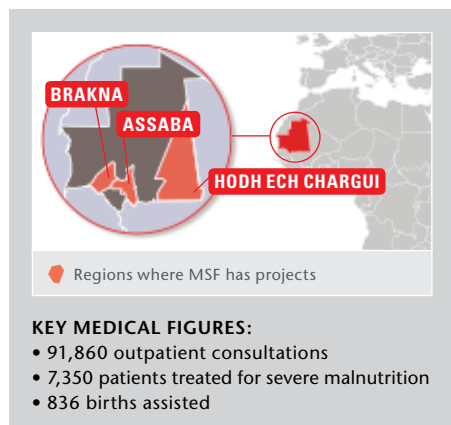 BRAKNA
ASSABA
HODH ECH CHARGUI
Regions where MSF has projects
KEY MEDICAL FIGURES:
• 91,860 outpatient consultations
• 7,350 patients treated for severe malnutrition
• 836 births assisted